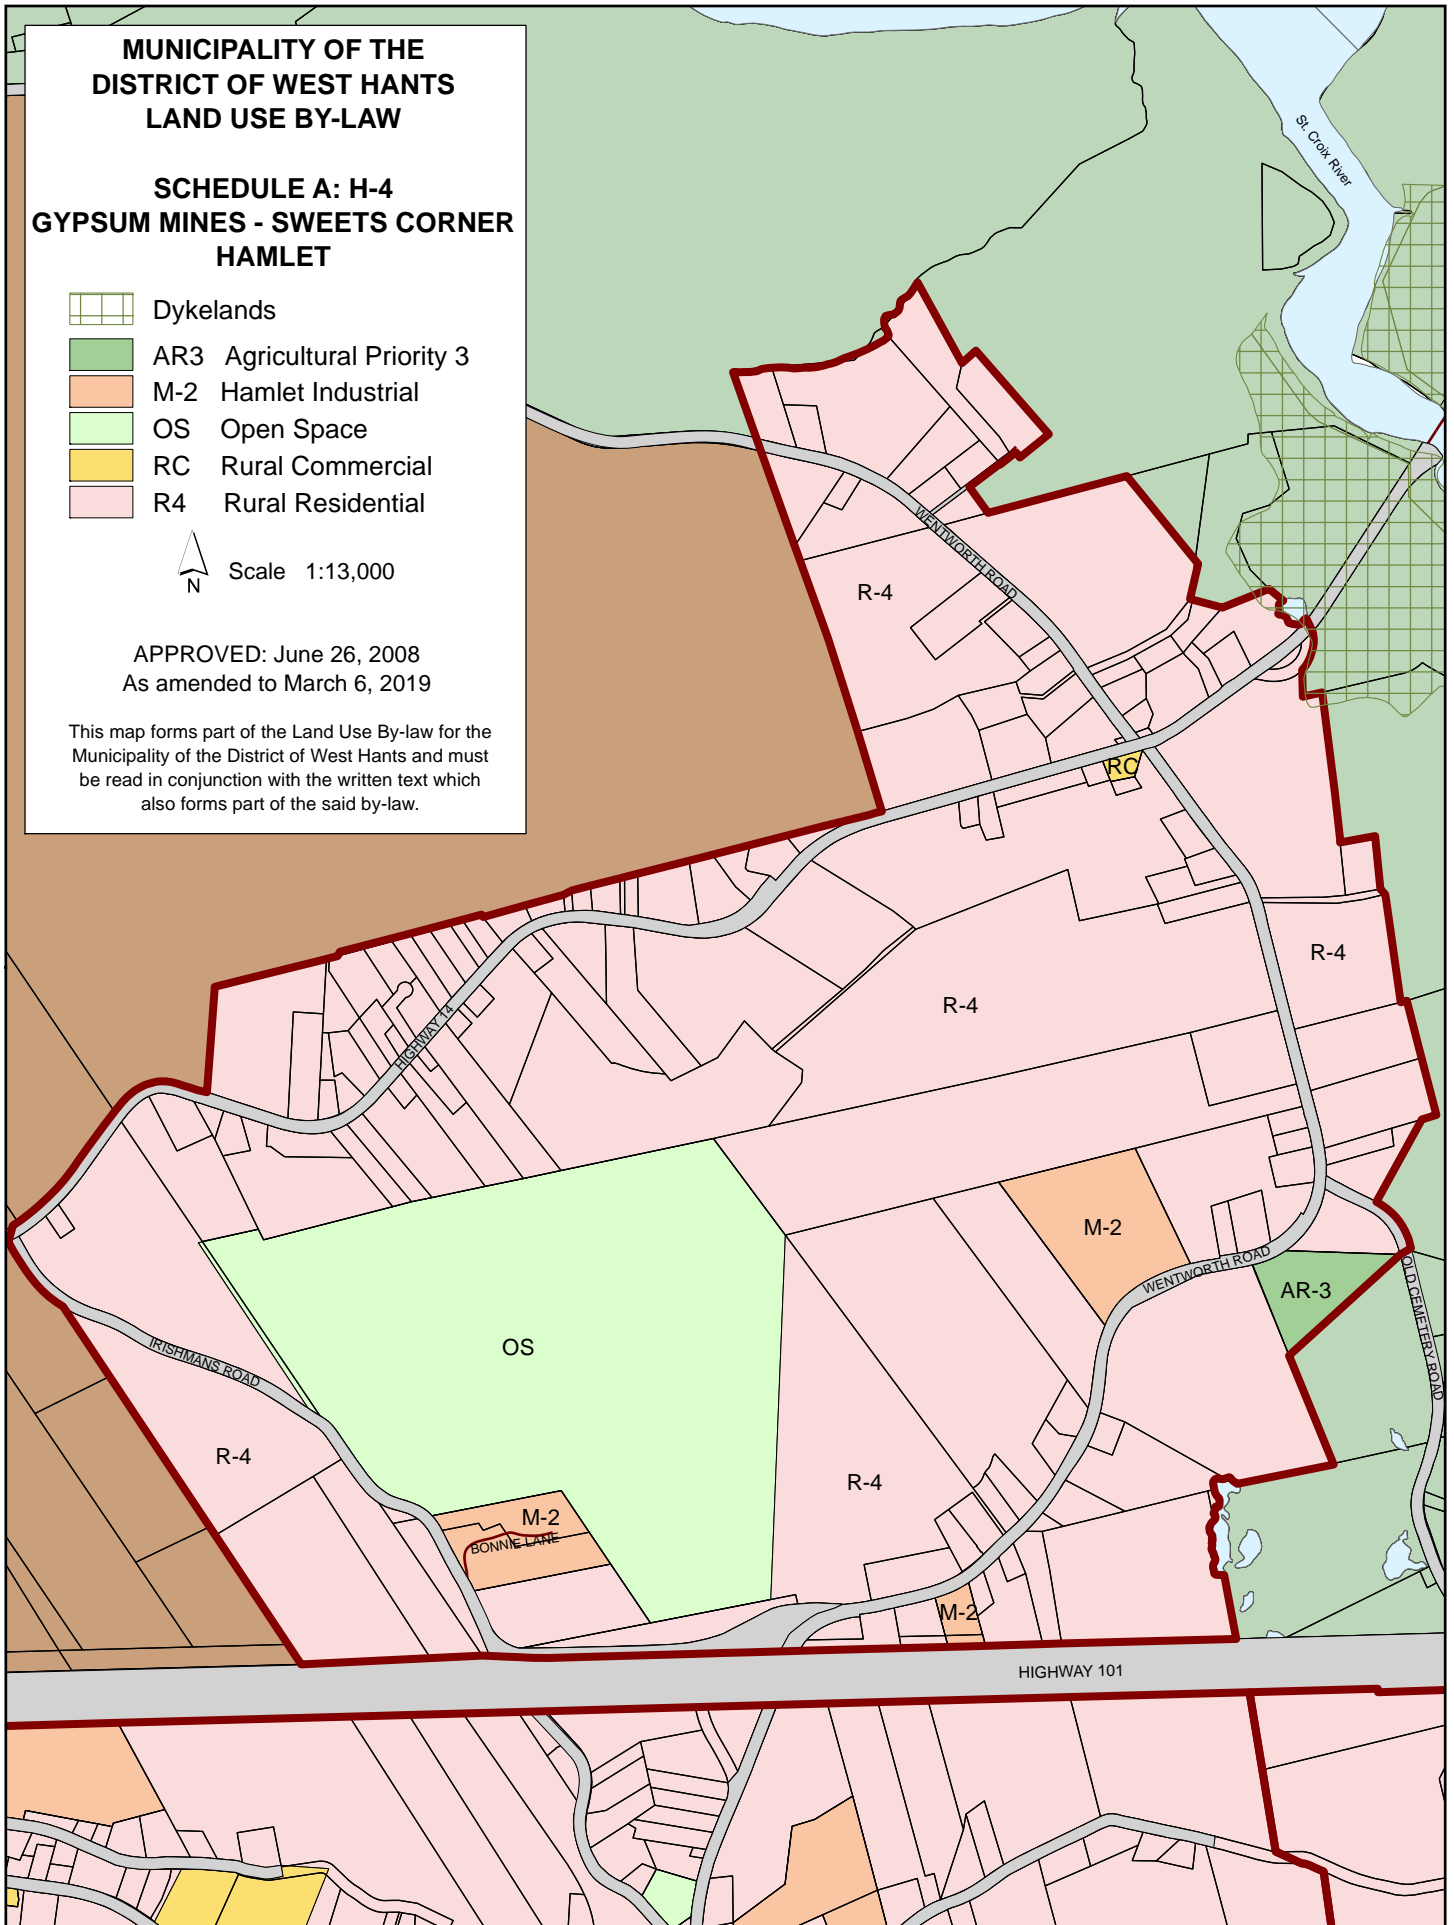 MUNICIPALITY OF THE
DISTRICT OF WEST HANTS
LAND USE BY-LAW
SCHEDULE A: H-4
GYPSUM MINES - SWEETS CORNER
HAMLET
Dykelands
AR3 Agricultural Priority 3
M-2 Hamlet Industrial
OS Open Space
RC Rural Commercial
R4 Rural Residential
N
Scale 1:13,000
APPROVED: June 26, 2008
As amended to March 6, 2019
This map forms part of the Land Use By-law for the
Municipality of the District of West Hants and must
be read in conjunction with the written text which
also forms part of the said by-law.
St. Croix River
WENTWORTH ROAD
R-4
RC
R-4
R-4
HIGHWAY 14
M-2
WENTWORTH ROAD
AR-3
OLD CEMETERY ROAD
OS
IRISHMANS ROAD
R-4
R-4
M-2
BONNIE LANE
M-2
HIGHWAY 101